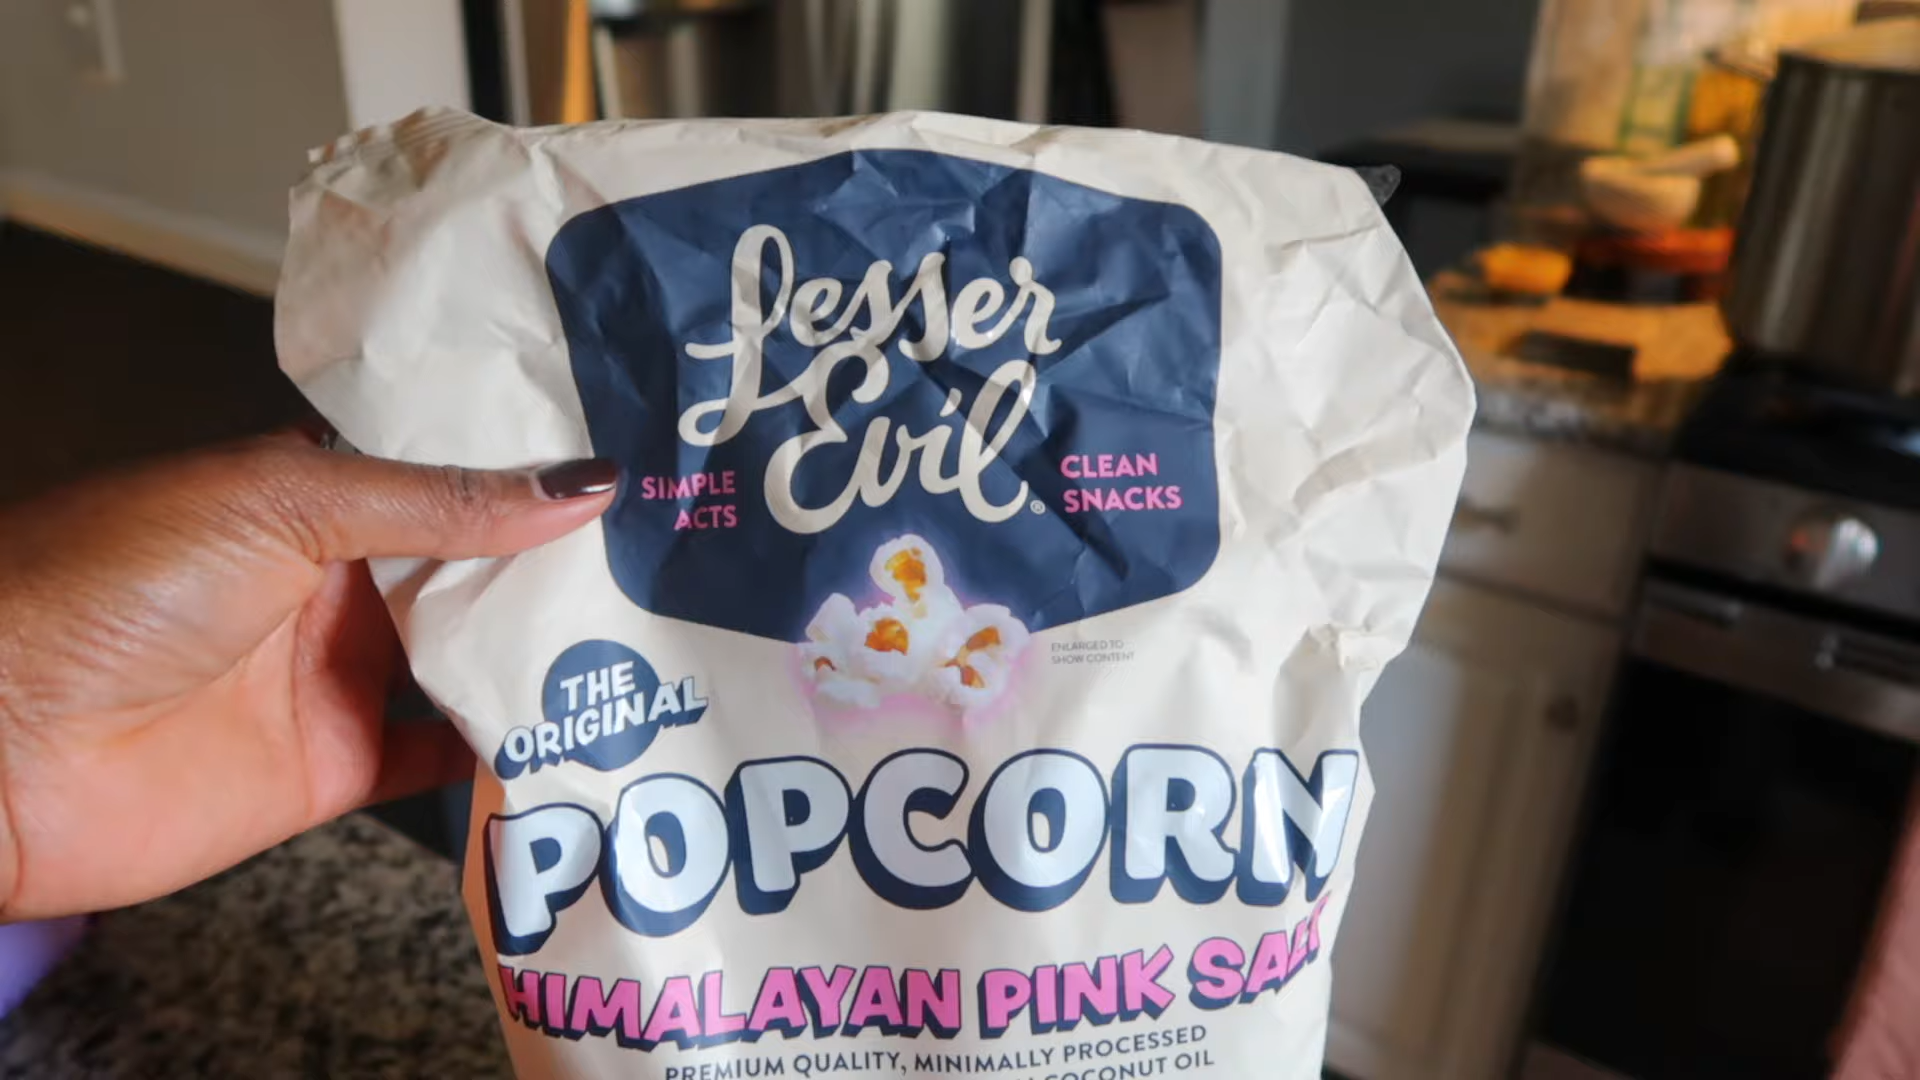 Lesser
Evil®
SIMPLE
ACTS
CLEAN
SNACKS
ENLARGED TO
SHOW CONTENT
THE
ORIGINAL
POPCORN
HIMALAYAN PINK SALT
PREMIUM QUALITY, MINIMALLY PROCESSED
COCONUT OIL